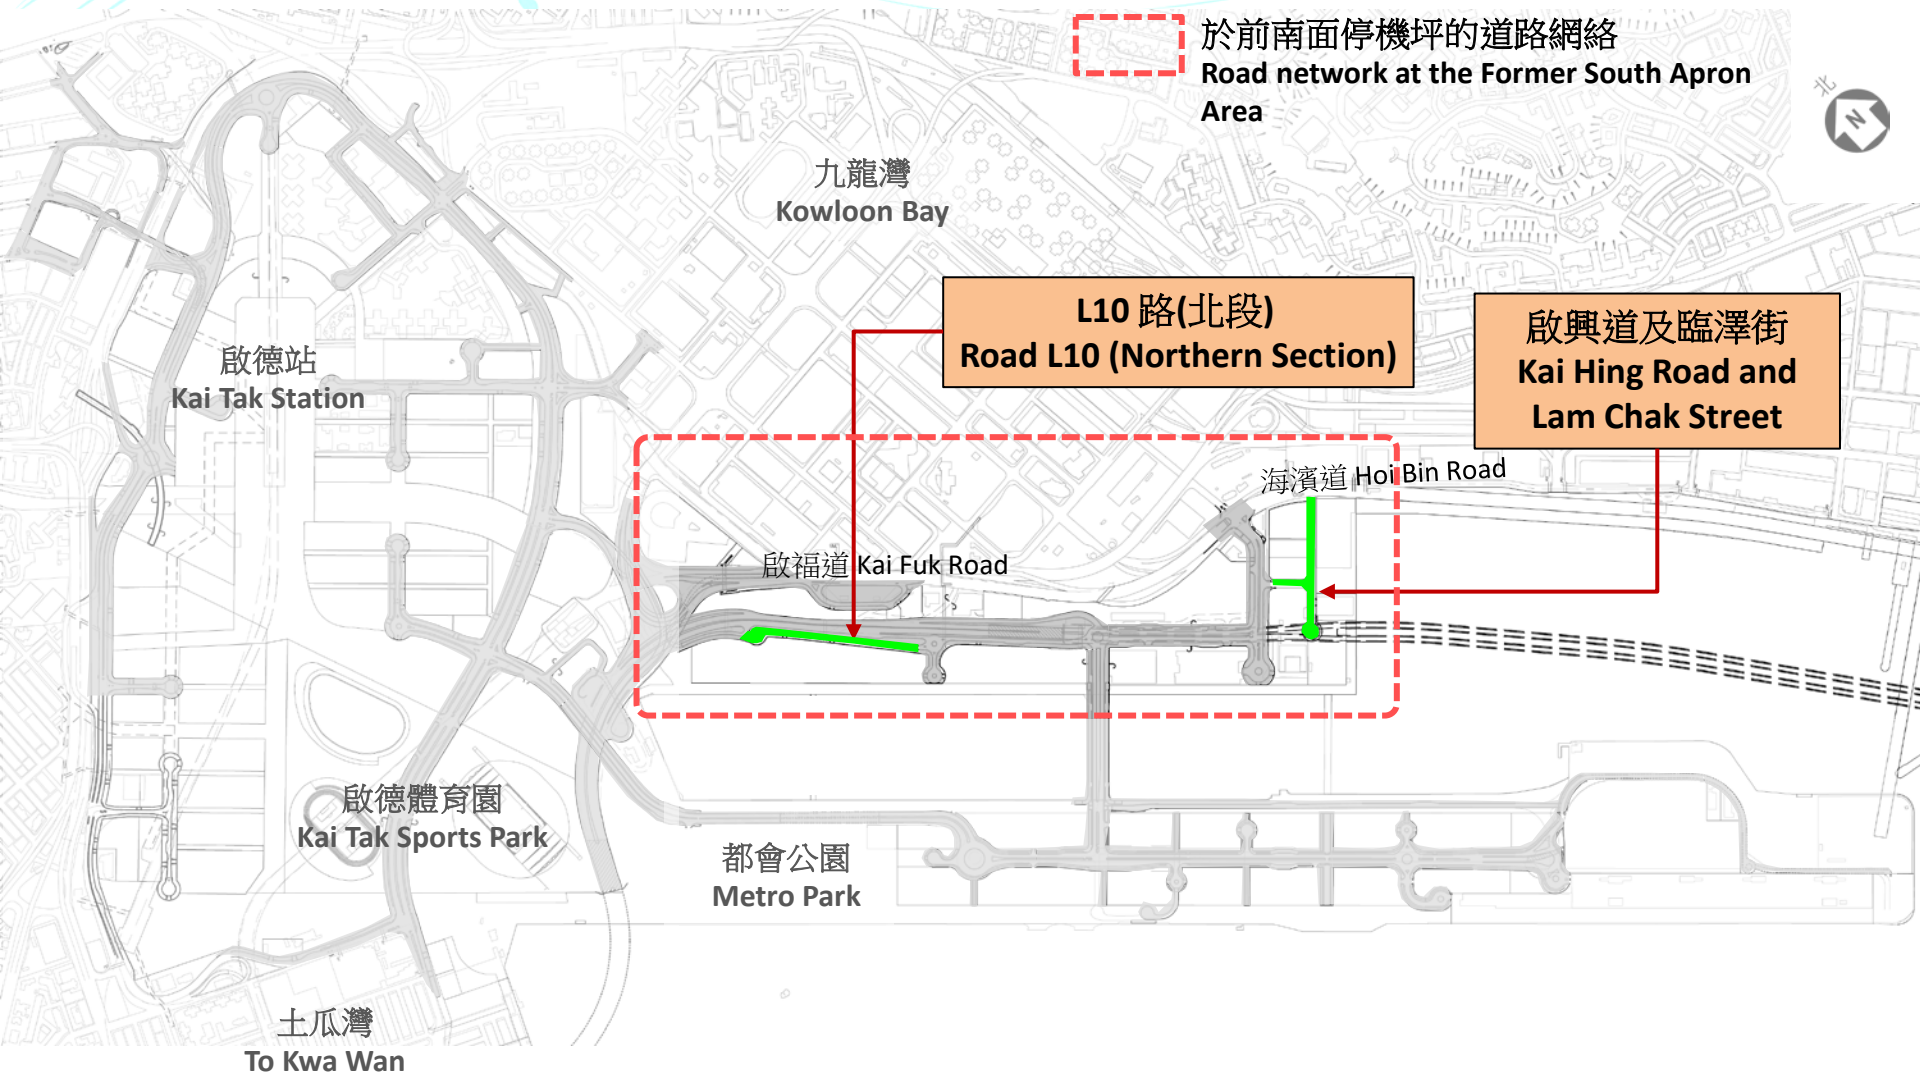 於前南面停機坪的道路網絡
Road network at the Former South Apron
Area
北
N
九龍灣
Kowloon Bay
L10 路(北段)
Road L10 (Northern Section)
啟興道及臨澤街
Kai Hing Road and
Lam Chak Street
啟德站
Kai Tak Station
海濱道 Hoi Bin Road
啟福道 Kai Fuk Road
啟德體育園
Kai Tak Sports Park
都會公園
Metro Park
土瓜灣
To Kwa Wan